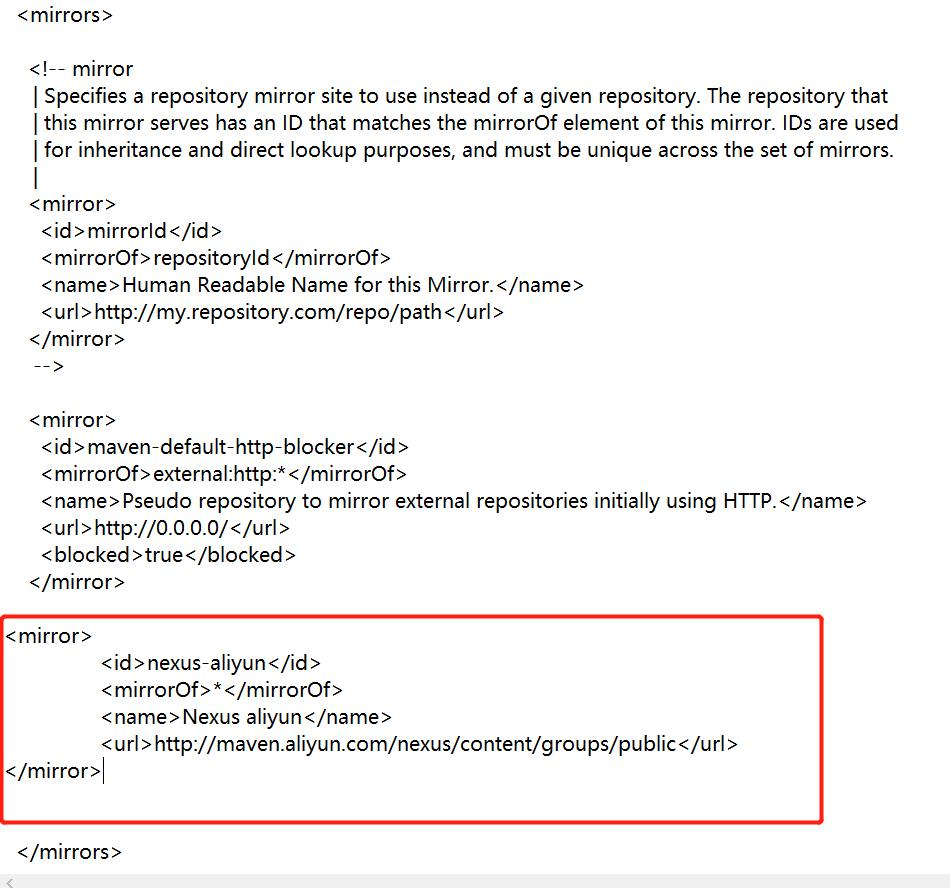 <mirrors>
<!-- mirror
| Specifies a repository mirror site to use instead of a given repository. The repository that
| this mirror serves has an ID that matches the mirrorOf element of this mirror. IDs are used
| for inheritance and direct lookup purposes, and must be unique across the set of mirrors.
|
<mirror>
<id>mirrorId</id>
<mirrorOf>repositoryId</mirrorOf>
<name>Human Readable Name for this Mirror.</name>
<url>http://my.repository.com/repo/path</url>
</mirror>
-->
<mirror>
<id>maven-default-http-blocker</id>
<mirrorOf>external:http:*</mirrorOf>
<name>Pseudo repository to mirror external repositories initially using HTTP.</name>
<url>http://0.0.0.0/</url>
<blocked>true</blocked>
</mirror>
<mirror>
<id>nexus-aliyun</id>
<mirrorOf>*</mirrorOf>
<name>Nexus aliyun</name>
<url>http://maven.aliyun.com/nexus/content/groups/public</url>
</mirror>
</mirrors>